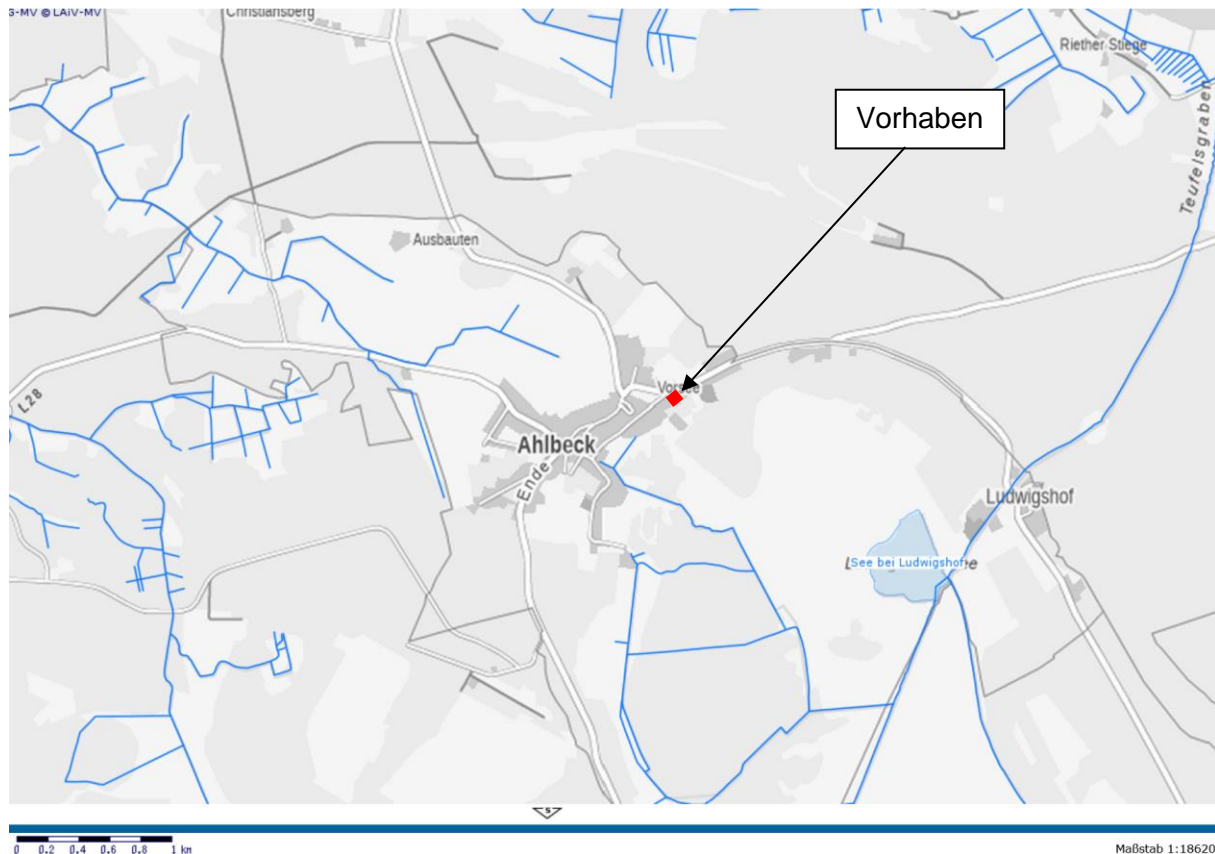 G-MV © LAiV-MV
Christiansberg
Riether Stiege
Vorhaben
Teufelsgraben
Ausbauten
L28
Vorsee
Ahlbeck
Ende
Ludwigshof
See bei Ludwigshof
S
0 0.2 0.4 0.6 0.8 1 km
Maßstab 1:18620